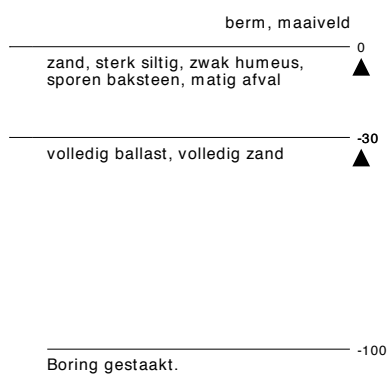 berm, maaiveld
0
zand, sterk siltig, zwak humeus,
sporen baksteen, matig afval
-30
volledig ballast, volledig zand
-100
Boring gestaakt.